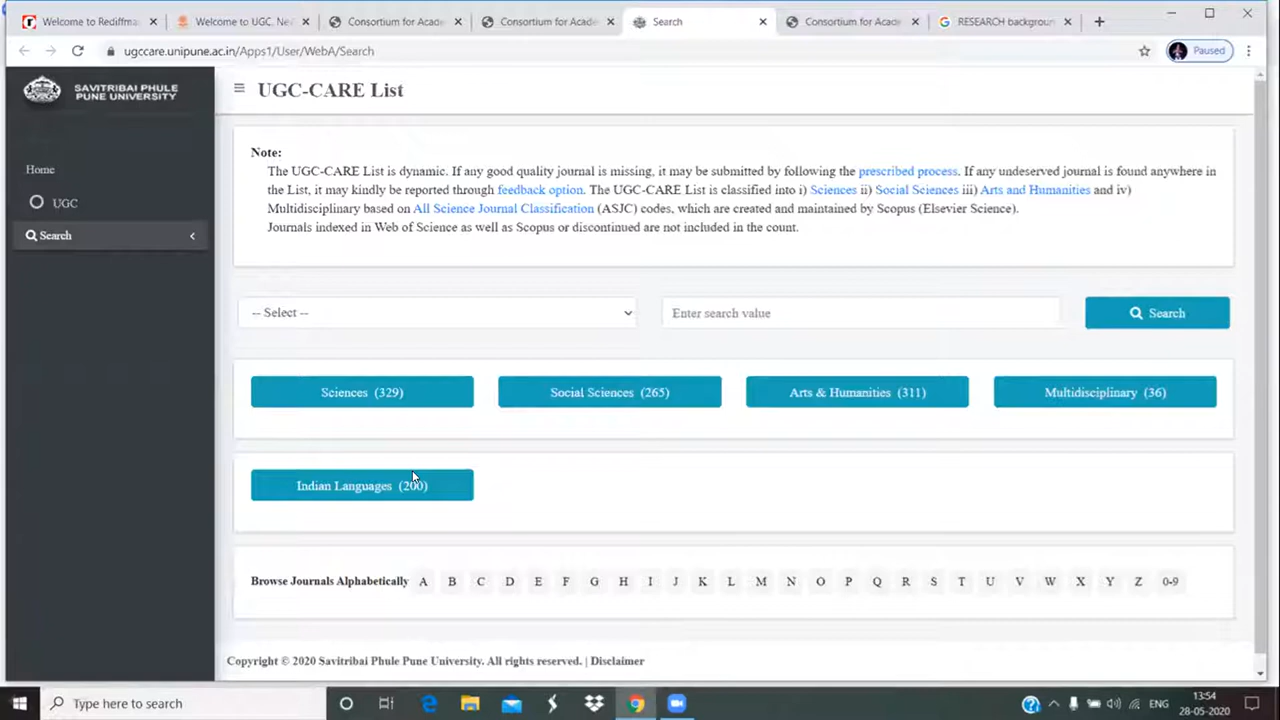 Welcome to Rediffma
Welcome to UGC, Ne
Consortium for Acade
Consortium for Acade
Search
Consortium for Acade
RESEARCH backgroun
ugccare.unipune.ac.in/Apps1/User/WebA/Search
Paused
SAVITRIBAI PHULE
PUNE UNIVERSITY
Home
UGC
Search
UGC-CARE List
Note:
The UGC-CARE List is dynamic. If any good quality journal is missing, it may be submitted by following the prescribed process. If any undeserved journal is found anywhere in
the List, it may kindly be reported through feedback option. The UGC-CARE List is classified into i) Sciences ii) Social Sciences iii) Arts and Humanities and iv)
Multidisciplinary based on All Science Journal Classification (ASJC) codes, which are created and maintained by Scopus (Elsevier Science).
Journals indexed in Web of Science as well as Scopus or discontinued are not included in the count.
-- Select --
Enter search value
Search
Sciences (329)
Social Sciences (265)
Arts & Humanities (311)
Multidisciplinary (36)
Indian Languages (200)
Browse Journals Alphabetically A B C D E F G H I J K L M N O P Q R S T U V W X Y Z 0-9
Copyright © 2020 Savitribai Phule Pune University. All rights reserved. | Disclaimer
Type here to search
ENG
13:54
28-05-2020